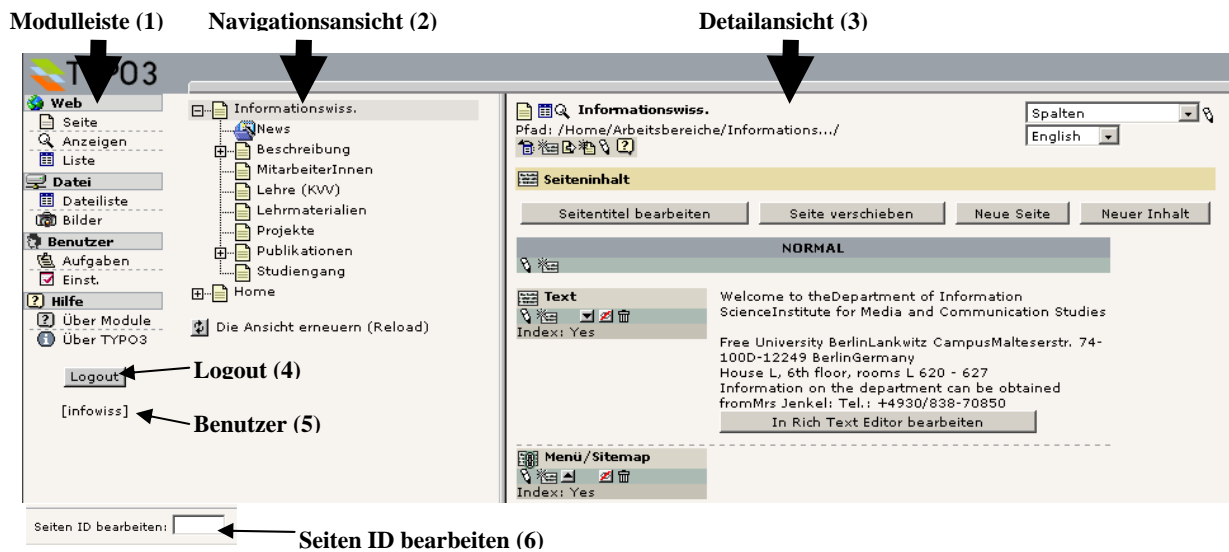 Modulleiste (1)
Navigationsansicht (2)
Detailansicht (3)
TYPO3
Web
Seite
Anzeigen
Liste
Datei
Dateiliste
Bilder
Benutzer
Aufgaben
Einst.
Hilfe
Über Module
Über TYPO3
Logout
[infowiss]
Informationswiss.
News
Beschreibung
MitarbeiterInnen
Lehre (KVV)
Lehrmaterialien
Projekte
Publikationen
Studiengang
Home
Die Ansicht erneuern (Reload)
Logout (4)
Benutzer (5)
Informationswiss.
Pfad: /Home/Arbeitsbereiche/Informations.../
Spalten
English
Seiteninhalt
Seitentitel bearbeiten
Seite verschieben
Neue Seite
Neuer Inhalt
NORMAL
Text
Index: Yes
Welcome to theDepartment of Information
ScienceInstitute for Media and Communication Studies
Free University BerlinLankwitz CampusMalteserstr. 74-
100D-12249 BerlinGermany
House L, 6th floor, rooms L 620 - 627
Information on the department can be obtained
fromMrs Jenkel: Tel.: +4930/838-70850
In Rich Text Editor bearbeiten
Menü/Sitemap
Index: Yes
Seiten ID bearbeiten:
Seiten ID bearbeiten (6)